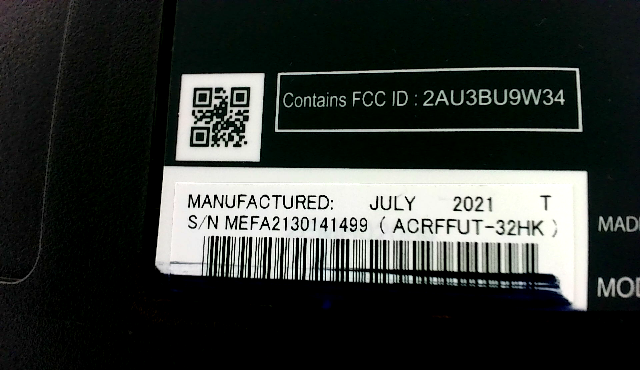 Contains FCC ID : 2AU3BU9W34
MANUFACTURED: JULY 2021 T
S/N MEFA2130141499 ( ACRFFUT-32HK )